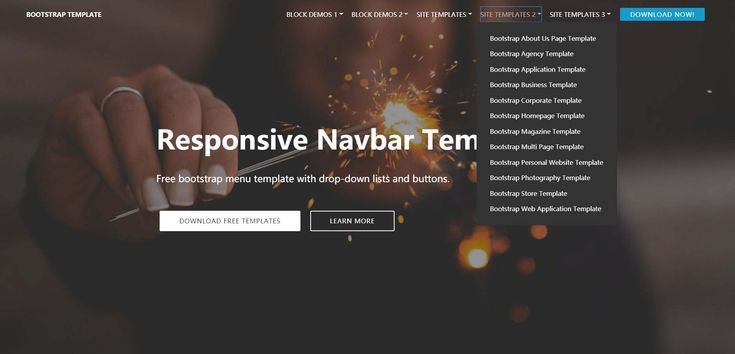 BOOTSTRAP TEMPLATE
BLOCK DEMOS 1
BLOCK DEMOS 2
SITE TEMPLATES
SITE TEMPLATES 2
SITE TEMPLATES 3
DOWNLOAD NOW!
Bootstrap About Us Page Template
Bootstrap Agency Template
Bootstrap Application Template
Bootstrap Business Template
Bootstrap Corporate Template
Bootstrap Homepage Template
Bootstrap Magazine Template
Bootstrap Multi Page Template
Bootstrap Personal Website Template
Bootstrap Photography Template
Bootstrap Store Template
Bootstrap Web Application Template
Responsive Navbar Tem
Free bootstrap menu template with drop-down lists and buttons.
DOWNLOAD FREE TEMPLATES
LEARN MORE